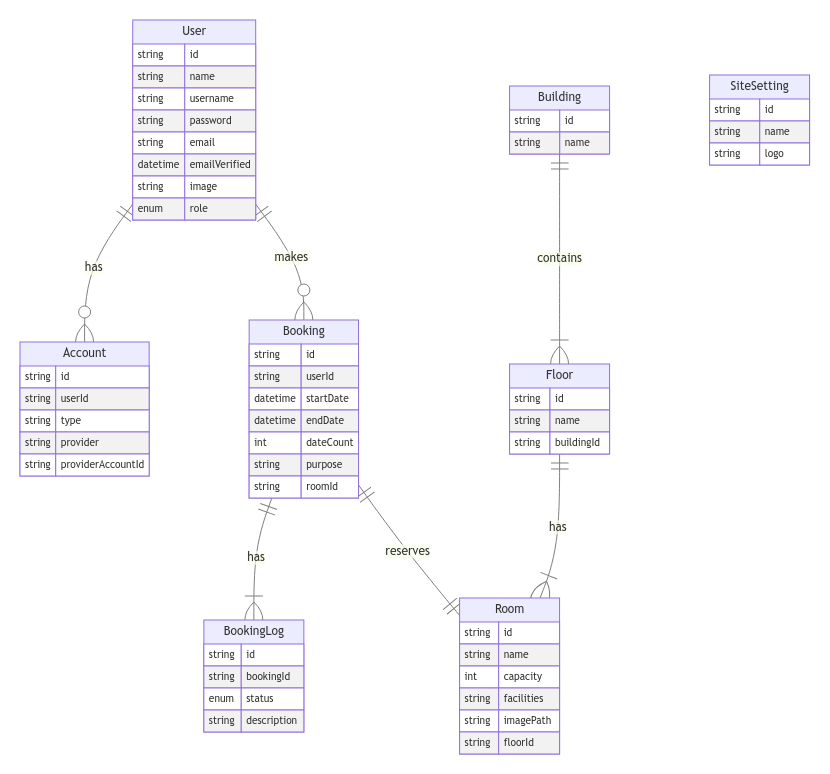 User
string id
string name
string username
string password
string email
datetime emailVerified
string image
enum role
Building
string id
string name
SiteSetting
string id
string name
string logo
has
makes
contains
Account
string id
string userId
string type
string provider
string providerAccountId
Booking
string id
string userId
datetime startDate
datetime endDate
int dateCount
string purpose
string roomId
Floor
string id
string name
string buildingId
has
reserves
has
BookingLog
string id
string bookingId
enum status
string description
Room
string id
string name
int capacity
string facilities
string imagePath
string floorId